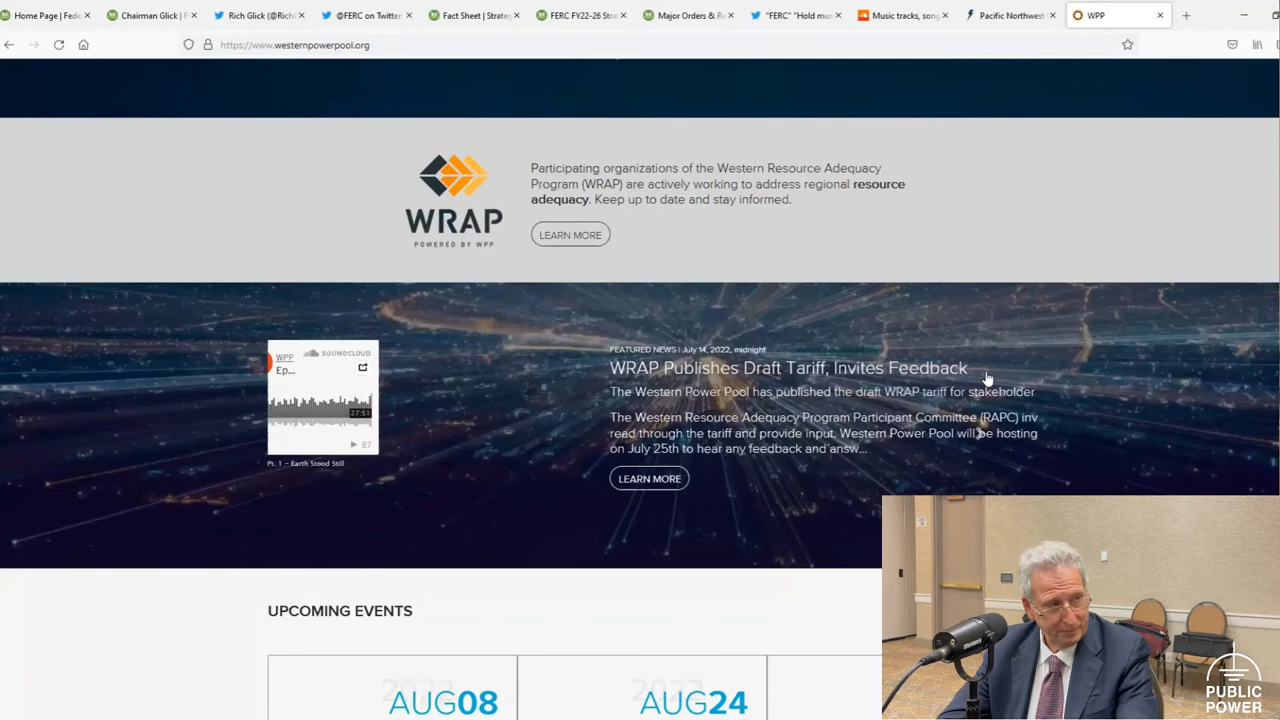 Home Page | Fede
Chairman Glick | F
Rich Glick (@Rich
@FERC on Twitter
Fact Sheet | Strate
FERC FY22-26 Stra
Major Orders & Re
"FERC" "Hold mus
Music tracks, song
Pacific Northwest
WPP
https://www.westernpowerpool.org
WRAP
POWERED BY WPP
Participating organizations of the Western Resource Adequacy
Program (WRAP) are actively working to address regional resource
adequacy. Keep up to date and stay informed.
LEARN MORE
WPP
SOUNDCLOUD
Ep...
27:51
87
Pt. 1 – Earth Stood Still
FEATURED NEWS | July 14, 2022, midnight
WRAP Publishes Draft Tariff, Invites Feedback
The Western Power Pool has published the draft WRAP tariff for stakeholder
The Western Resource Adequacy Program Participant Committee (RAPC) inv
read through the tariff and provide input. Western Power Pool will be hosting
on July 25th to hear any feedback and answ...
LEARN MORE
UPCOMING EVENTS
AUG08
AUG24
PUBLIC
POWER